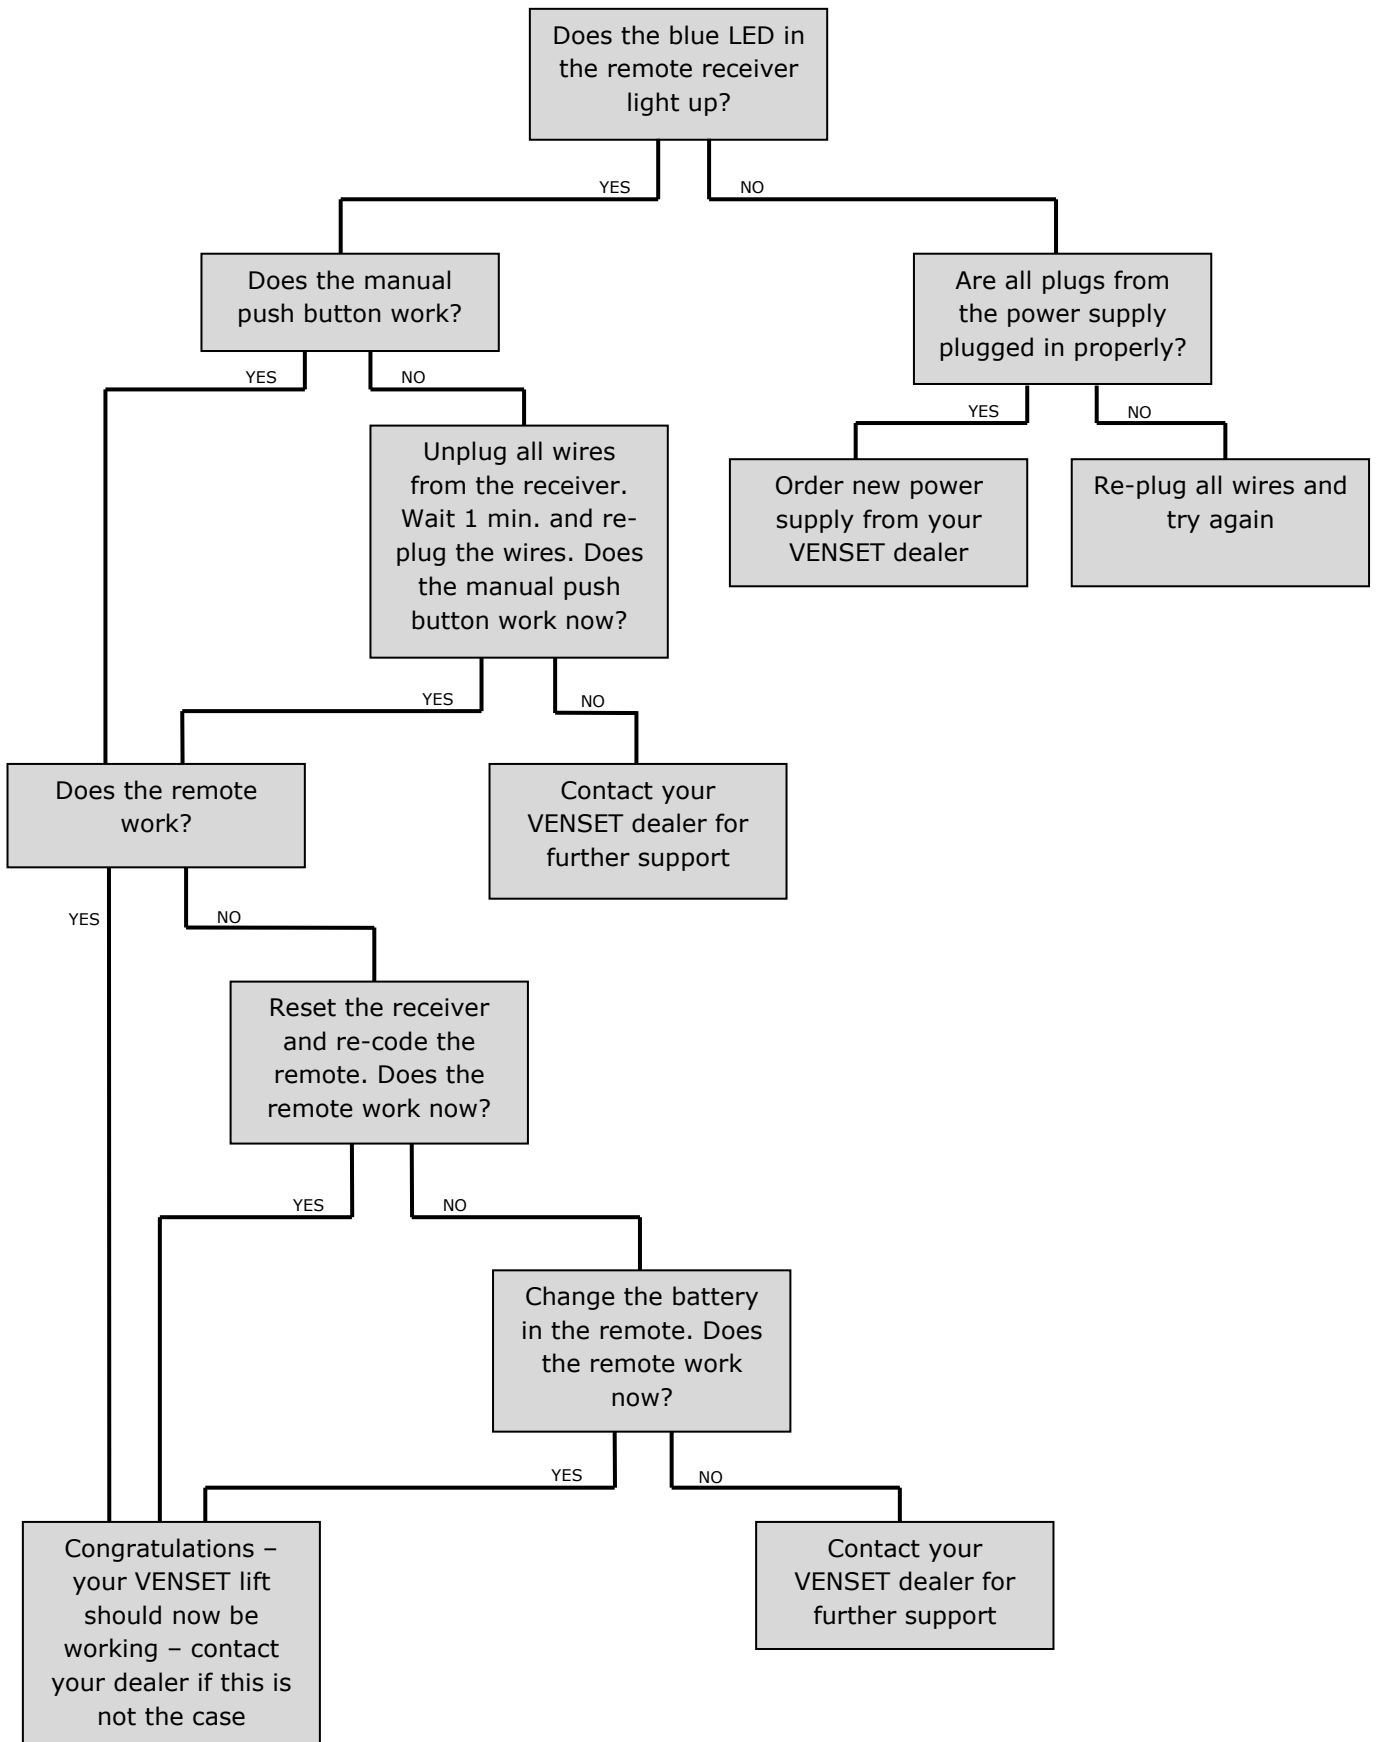 Does the blue LED in
the remote receiver
light up?
YES
NO
Does the manual
push button work?
Are all plugs from
the power supply
plugged in properly?
YES
NO
YES
NO
Unplug all wires
from the receiver.
Wait 1 min. and re-
plug the wires. Does
the manual push
button work now?
Order new power
supply from your
VENSET dealer
Re-plug all wires and
try again
YES
NO
Does the remote
work?
Contact your
VENSET dealer for
further support
YES
NO
Reset the receiver
and re-code the
remote. Does the
remote work now?
YES
NO
Change the battery
in the remote. Does
the remote work
now?
YES
NO
Congratulations –
your VENSET lift
should now be
working – contact
your dealer if this is
not the case
Contact your
VENSET dealer for
further support